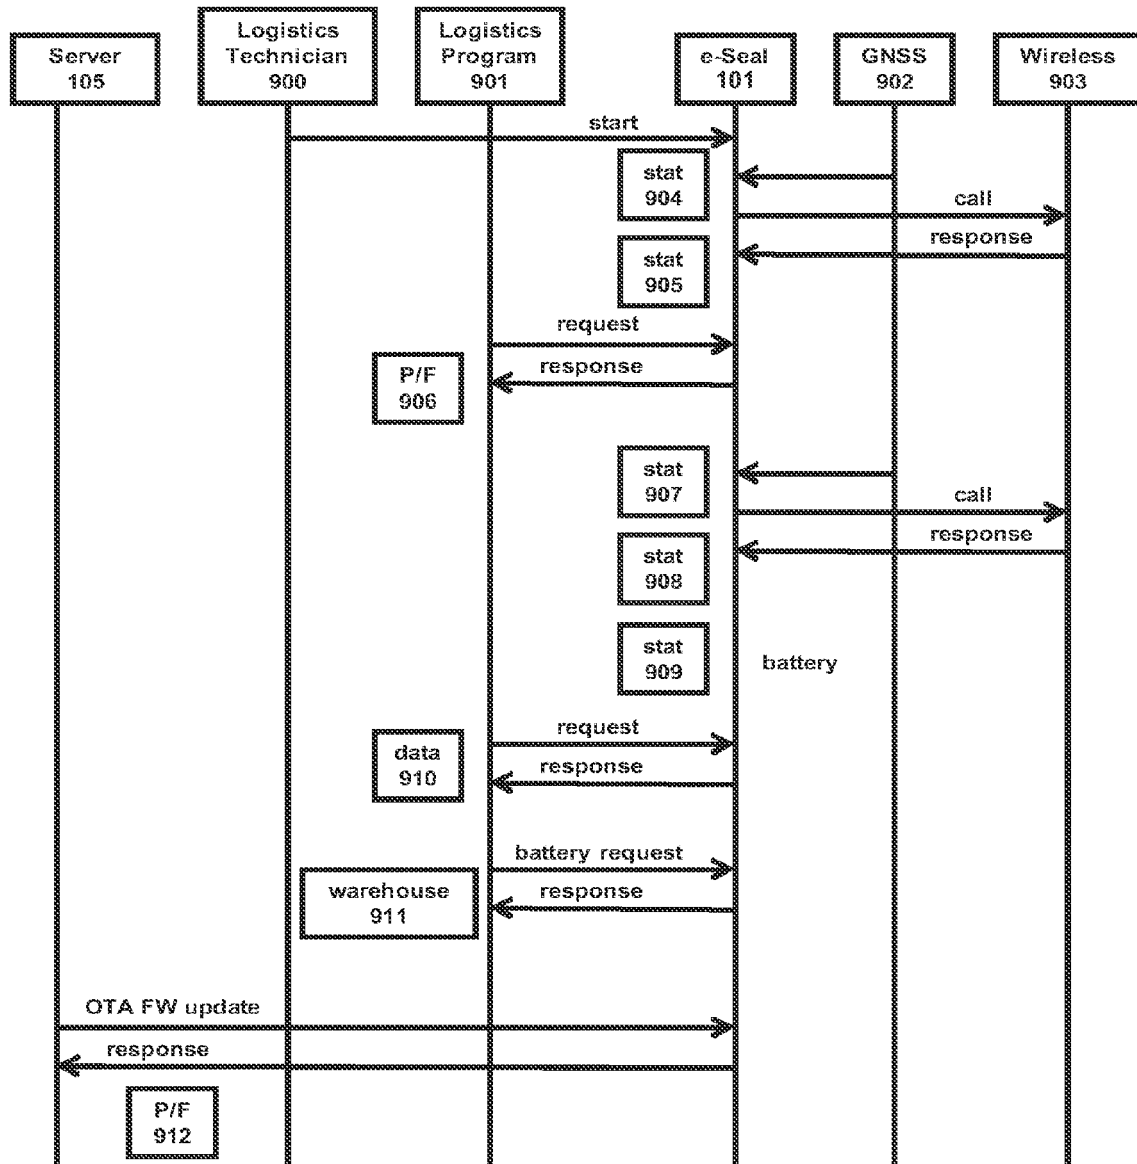 Server
105
Logistics
Technician
900
Logistics
Program
901
e-Seal
101
GNSS
902
Wireless
903
start
stat
904
call
response
stat
905
request
response
P/F
906
stat
907
call
response
stat
908
stat
909
battery
request
data
910
response
battery request
warehouse
911
response
OTA FW update
response
P/F
912